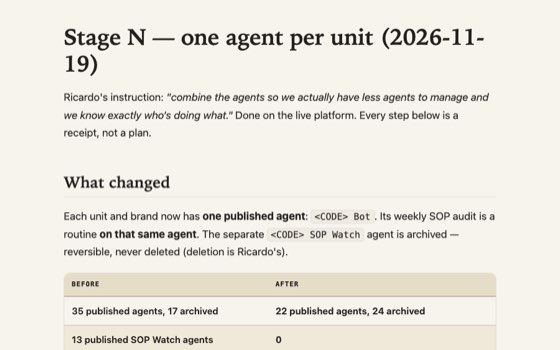 Stage N — one agent per unit (2026-11-
19)
Ricardo's instruction: "combine the agents so we actually have less agents to manage and
we know exactly who's doing what." Done on the live platform. Every step below is a
receipt, not a plan.
What changed
Each unit and brand now has one published agent: <CODE> Bot . Its weekly SOP audit is a
routine on that same agent. The separate <CODE> SOP Watch agent is archived —
reversible, never deleted (deletion is Ricardo's).
BEFORE AFTER
35 published agents, 17 archived 22 published agents, 24 archived
13 published SOP Watch agents 0